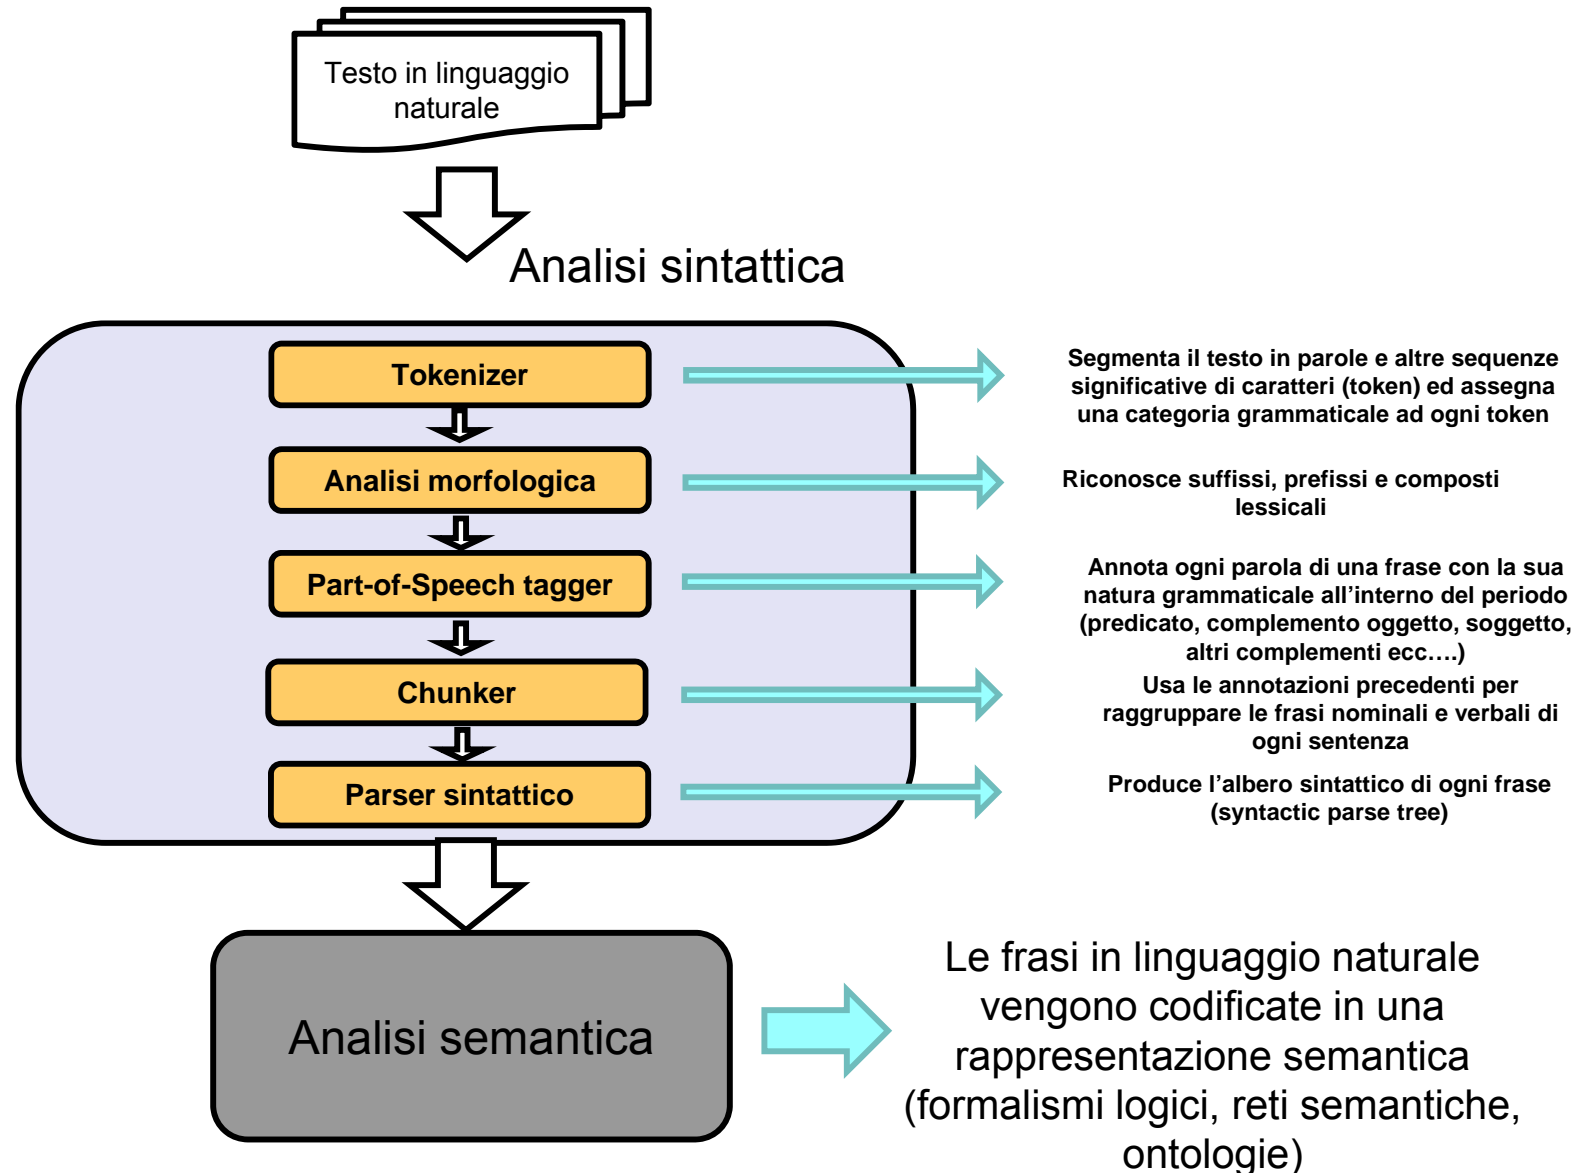 Testo in linguaggio
naturale
Analisi sintattica
Tokenizer
Segmenta il testo in parole e altre sequenze
significative di caratteri (token) ed assegna
una categoria grammaticale ad ogni token
Analisi morfologica
Riconosce suffissi, prefissi e composti
lessicali
Part-of-Speech tagger
Annota ogni parola di una frase con la sua
natura grammaticale all’interno del periodo
(predicato, complemento oggetto, soggetto,
altri complementi ecc….)
Chunker
Usa le annotazioni precedenti per
raggruppare le frasi nominali e verbali di
ogni sentenza
Parser sintattico
Produce l’albero sintattico di ogni frase
(syntactic parse tree)
Analisi semantica
Le frasi in linguaggio naturale
vengono codificate in una
rappresentazione semantica
(formalismi logici, reti semantiche,
ontologie)